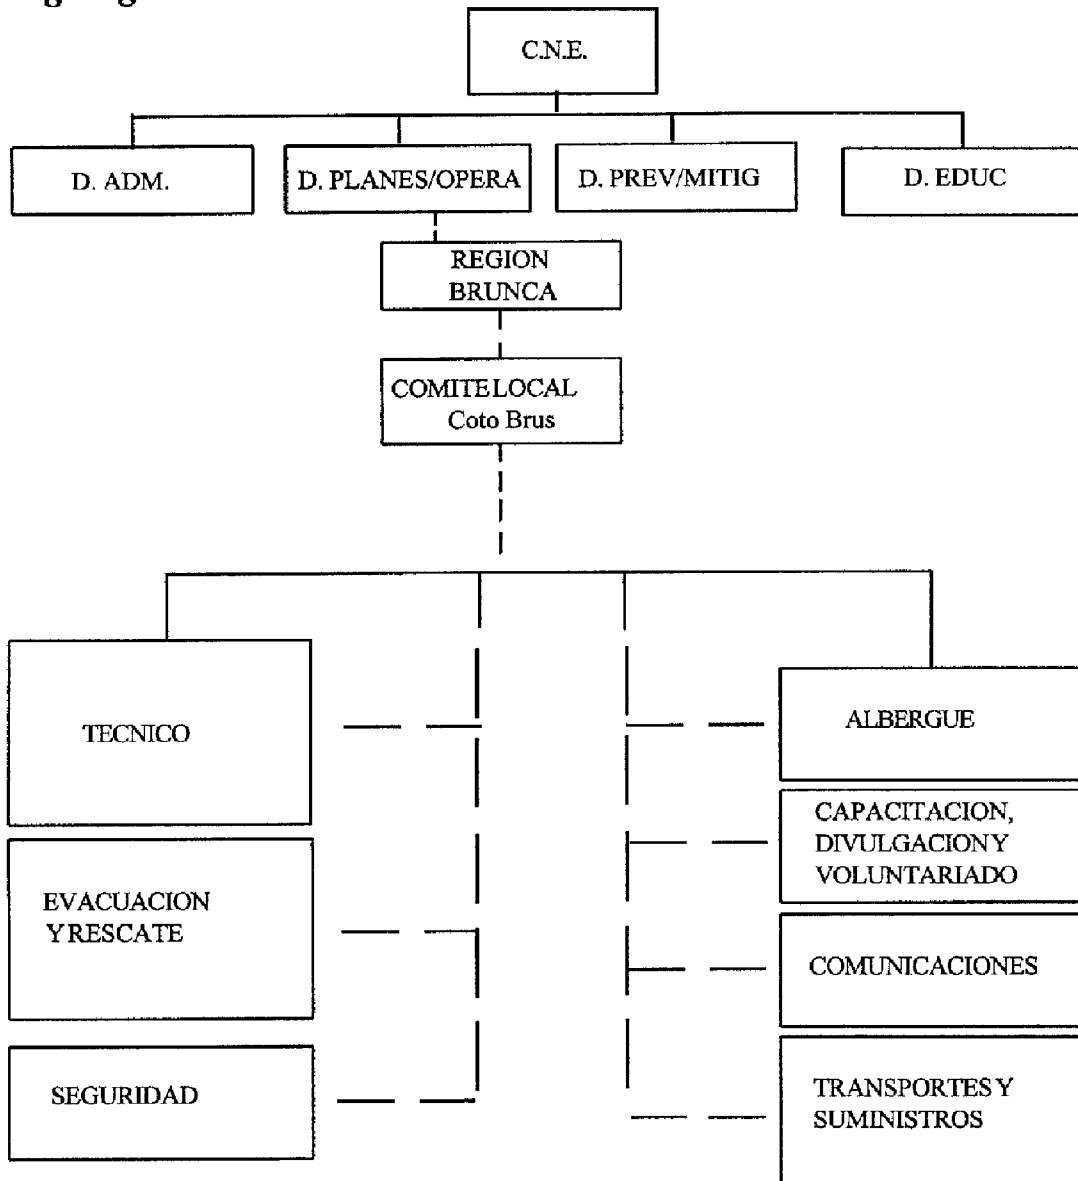 C.N.E.
D. ADM.
D. PLANES/OPERA
D. PREV/MITIG
D. EDUC
REGION
BRUNCA
COMITE LOCAL
Coto Brus
TECNICO
EVACUACION
Y RESCATE
SEGURIDAD
ALBERGUE
CAPACITACION,
DIVULGACION Y
VOLUNTARIADO
COMUNICACIONES
TRANSPORTES Y
SUMINISTROS